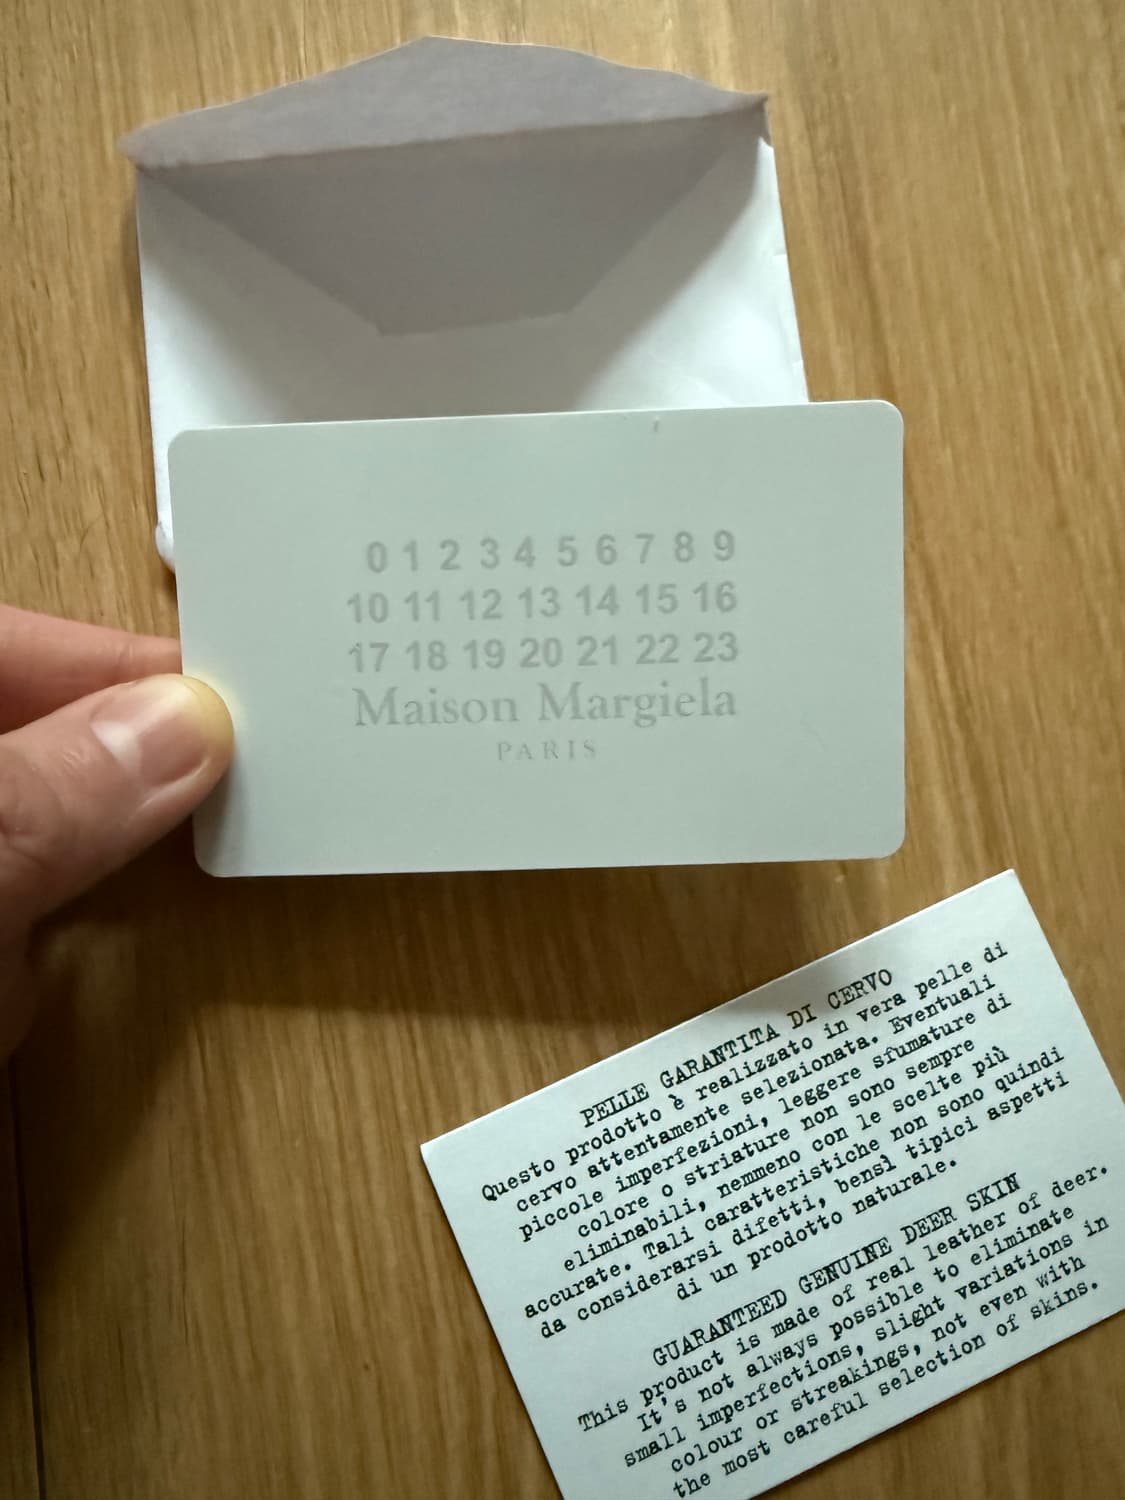 0 1 2 3 4 5 6 7 8 9
10 11 12 13 14 15 16
17 18 19 20 21 22 23
Maison Margiela
PARIS
PELLE GARANTITA DI CERVO
Questo prodotto è realizzato in vera pelle di
cervo attentamente selezionata. Eventuali
piccole imperfezioni, leggere sfumature di
colore o striature non sono sempre
eliminabili, nemmeno con le scelte più
accurate. Tali caratteristiche non sono quindi
da considerarsi difetti, bensì tipici aspetti
di un prodotto naturale.
GUARANTEED GENUINE DEER SKIN
This product is made of real leather of deer.
It's not always possible to eliminate
small imperfections, slight variations in
colour or streakings, not even with
the most careful selection of skins.